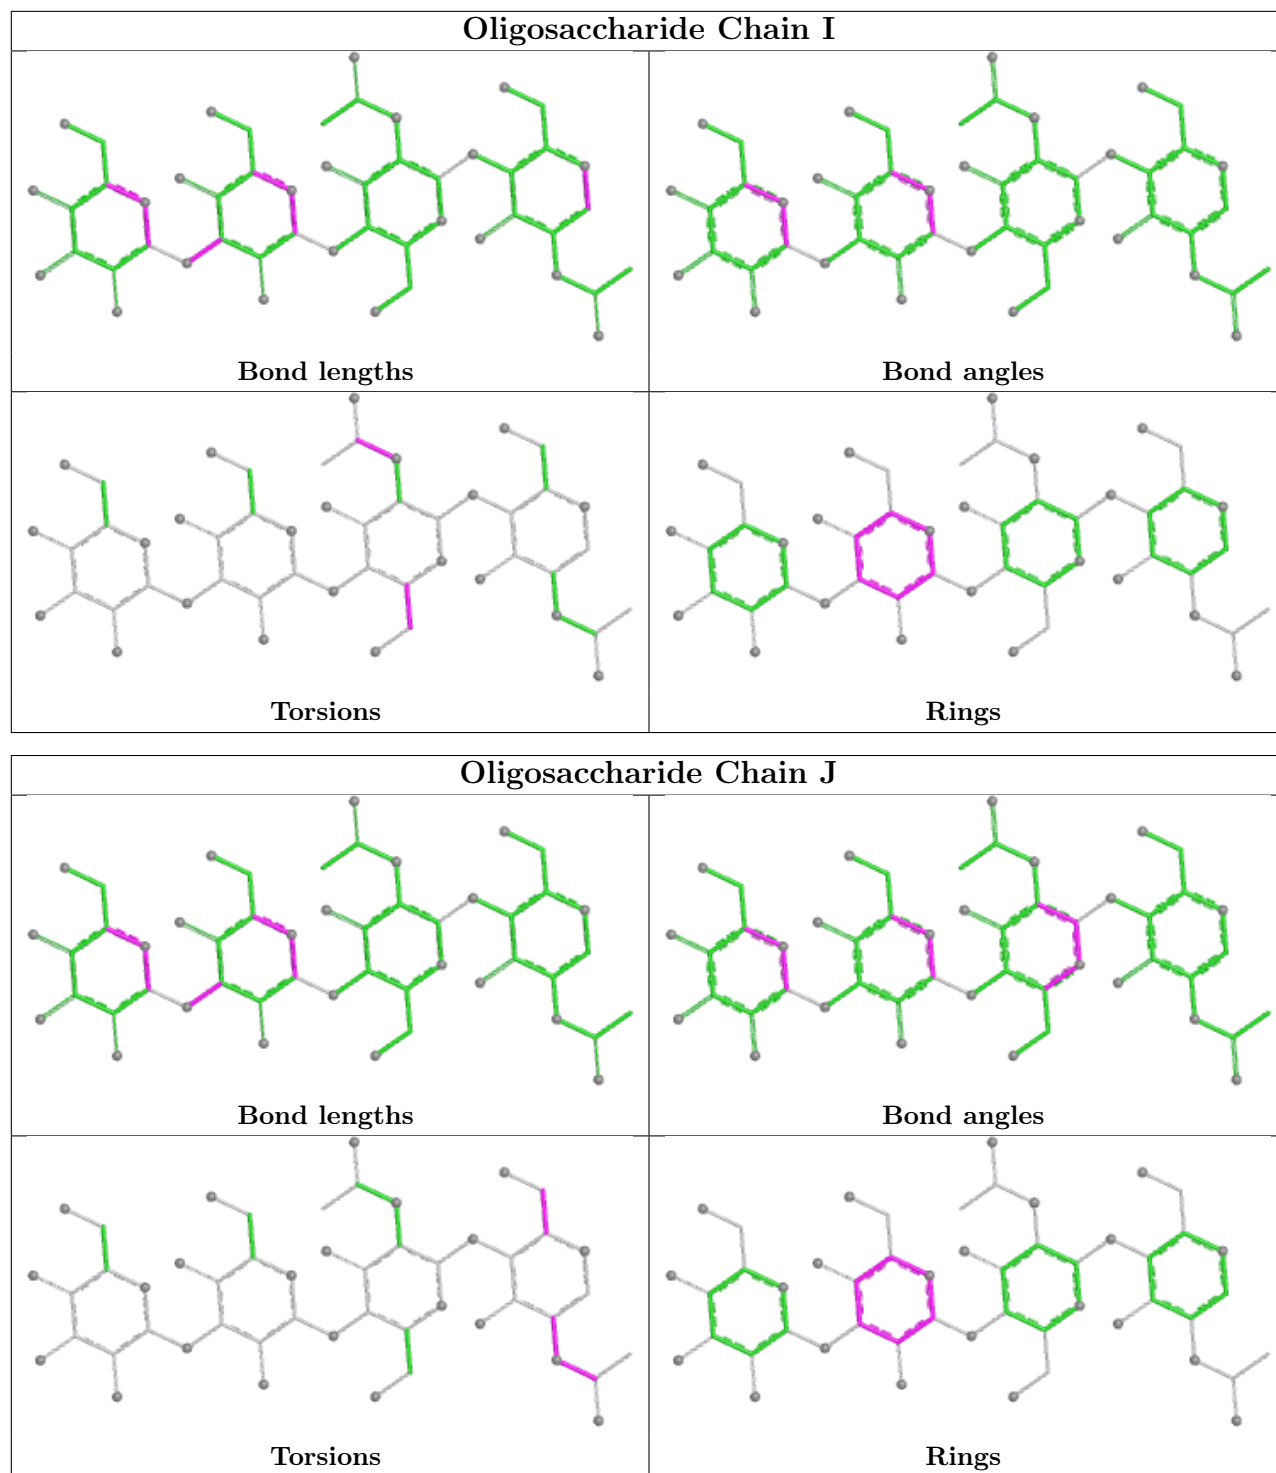 Oligosaccharide Chain I
Bond lengths
Bond angles
Torsions
Rings
Oligosaccharide Chain J
Bond lengths
Bond angles
Torsions
Rings